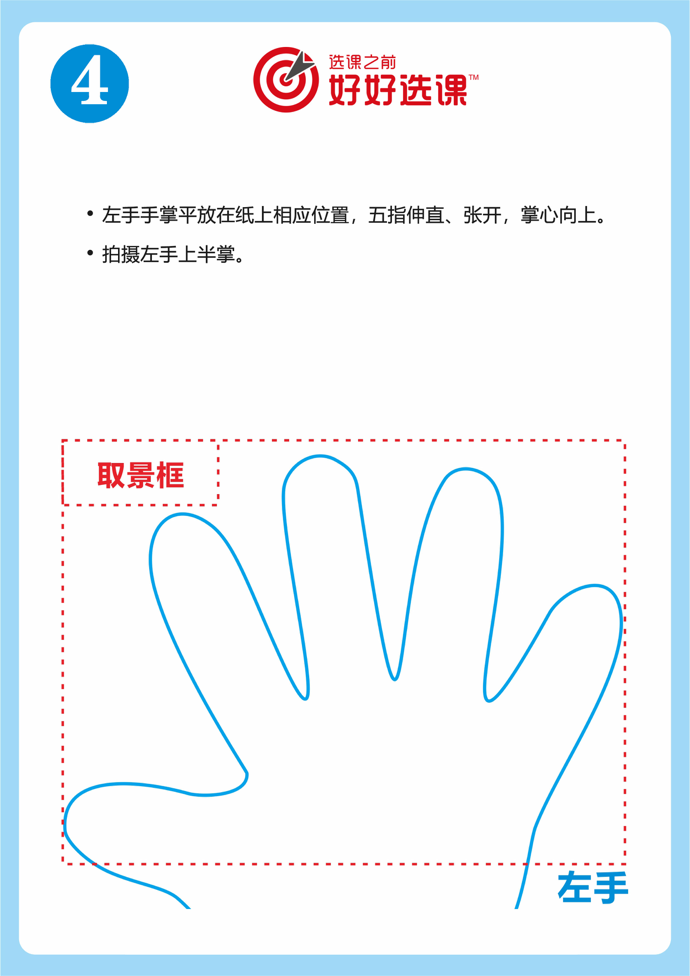 4
选课之前
好好选课™
• 左手手掌平放在纸上相应位置，五指伸直、张开，掌心向上。
• 拍摄左手上半掌。
取景框
左手